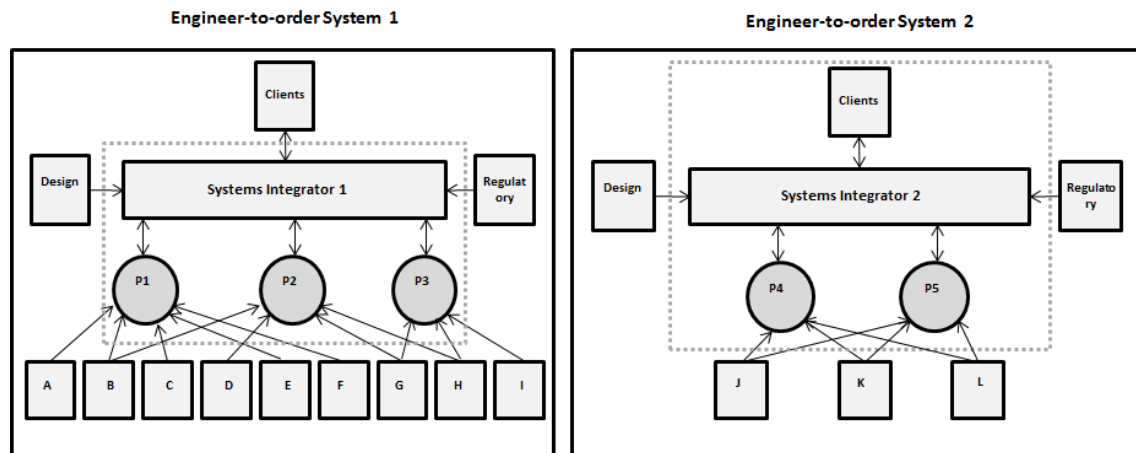 Engineer-to-order System 1
Engineer-to-order System 2
Clients
Clients
Design
Systems Integrator 1
Regulat
ory
Design
Systems Integrator 2
Regulato
ry
P1
P2
P3
P4
P5
A
B
C
D
E
F
G
H
I
J
K
L